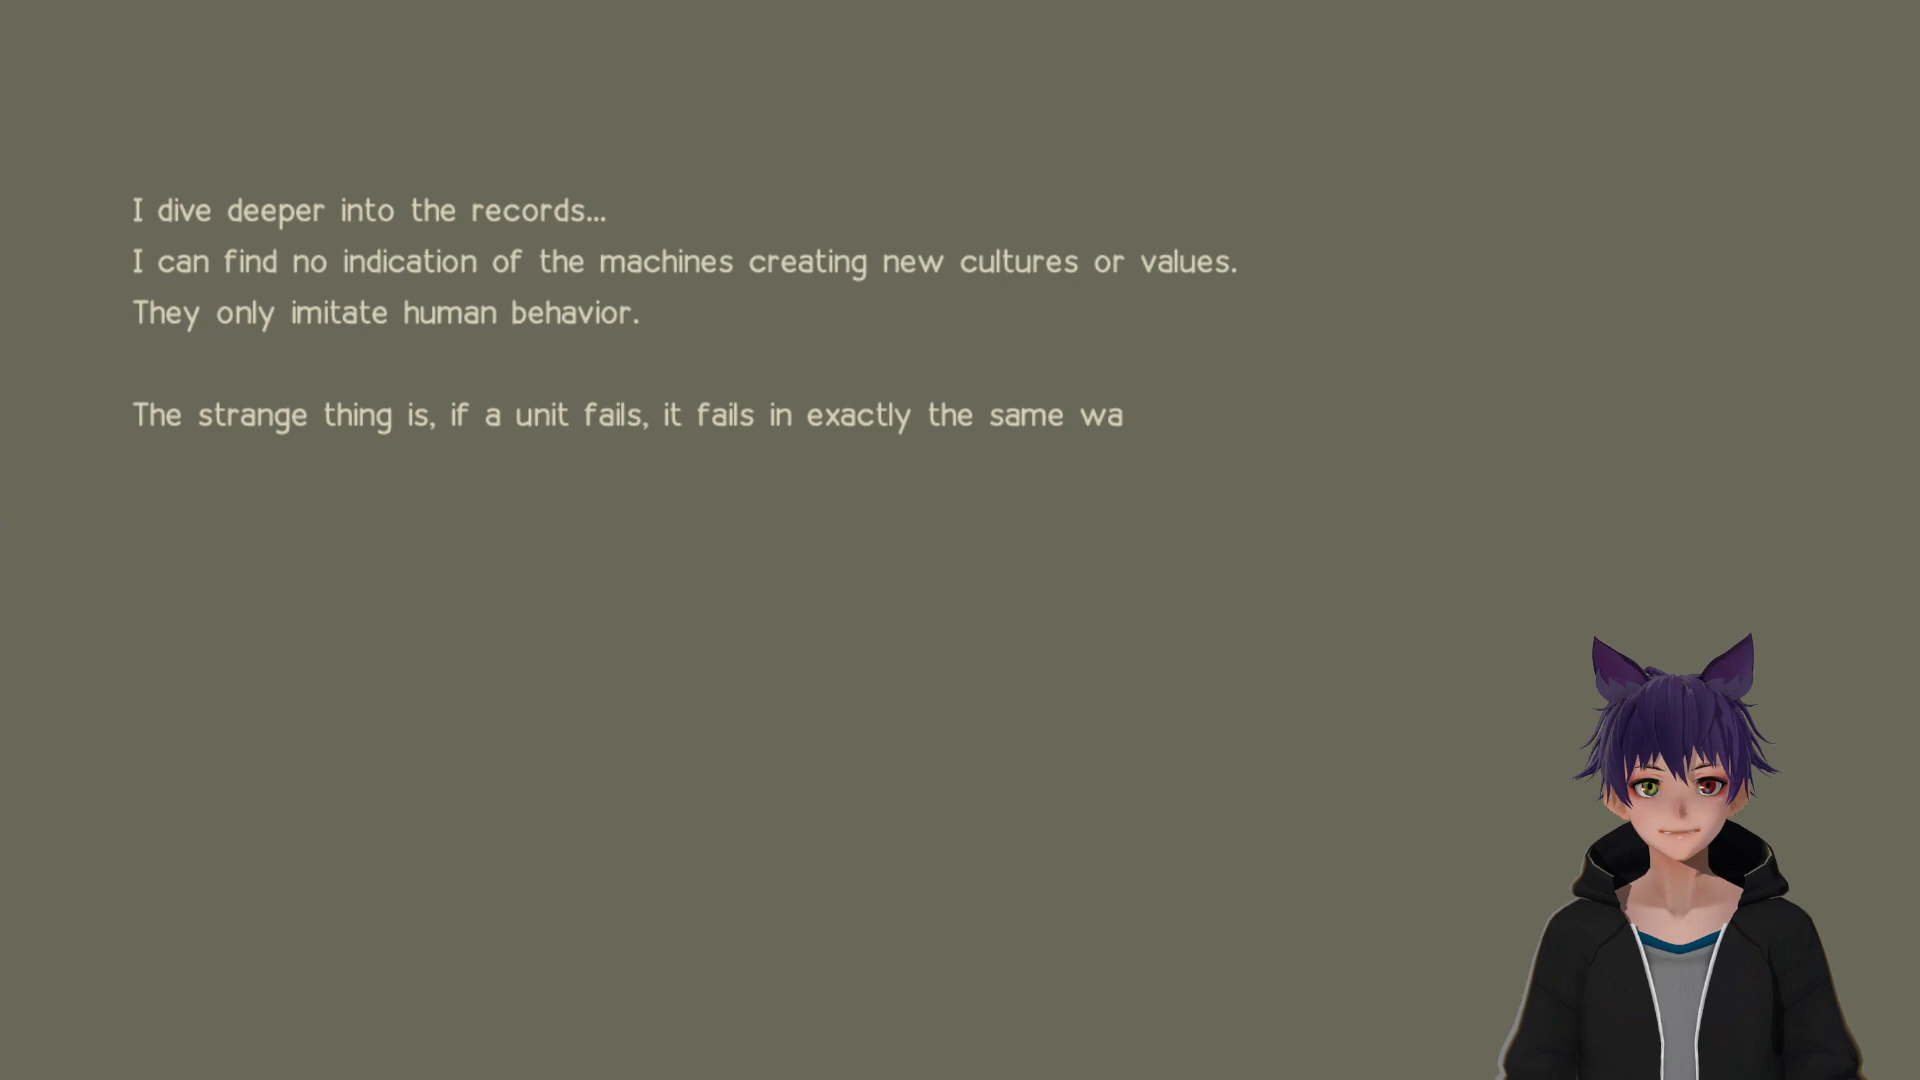 I dive deeper into the records...
I can find no indication of the machines creating new cultures or values.
They only imitate human behavior.
The strange thing is, if a unit fails, it fails in exactly the same wa